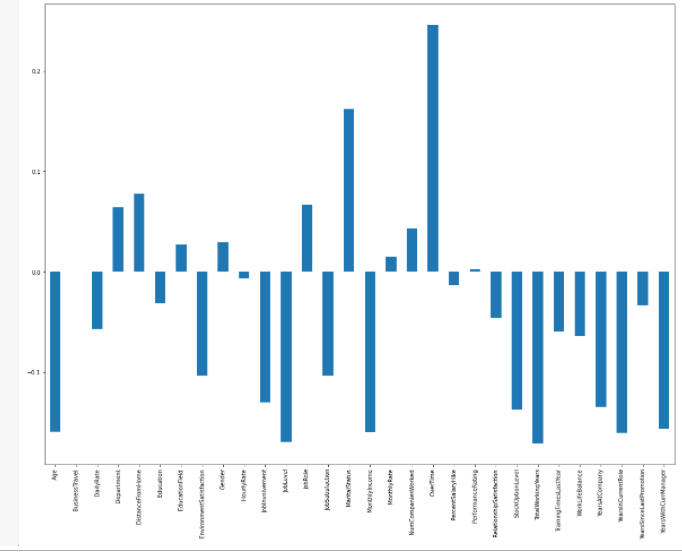 0.2
0.1
0.0
−0.1
Age
BusinessTravel
DailyRate
Department
DistanceFromHome
Education
EducationField
EnvironmentSatisfaction
Gender
HourlyRate
JobInvolvement
JobLevel
JobRole
JobSatisfaction
MaritalStatus
MonthlyIncome
MonthlyRate
NumCompaniesWorked
OverTime
PercentSalaryHike
PerformanceRating
RelationshipSatisfaction
StockOptionLevel
TotalWorkingYears
TrainingTimesLastYear
WorkLifeBalance
YearsAtCompany
YearsInCurrentRole
YearsSinceLastPromotion
YearsWithCurrManager